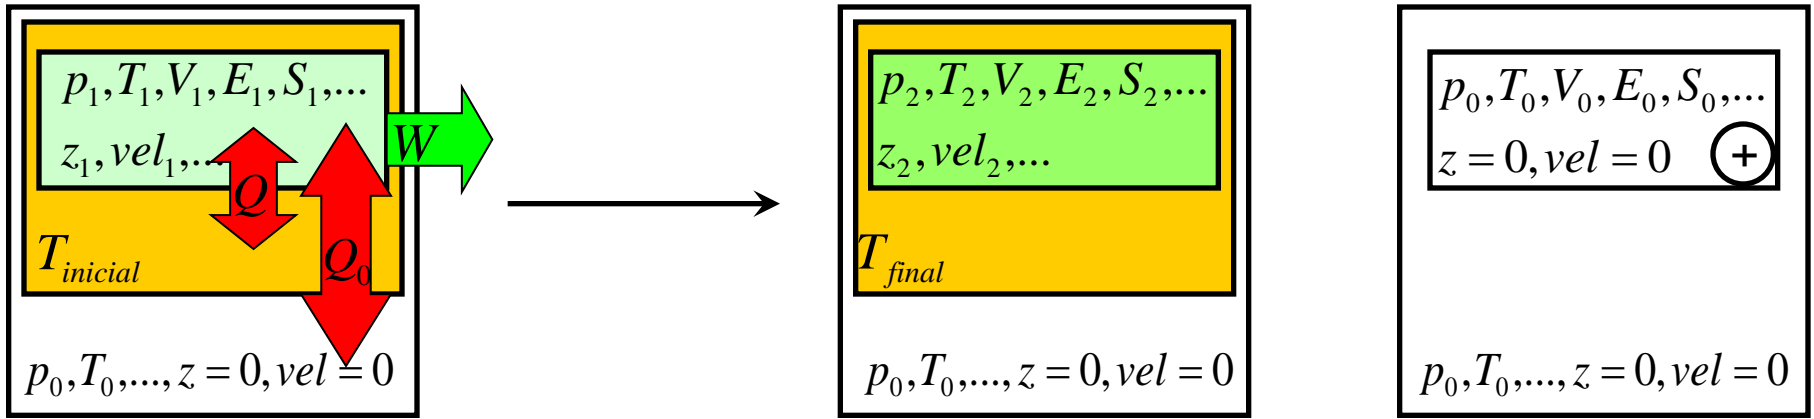 p₁,T₁,V₁,E₁,S₁,...
z₁,vel₁,...
W
Q
Q₀
T_inicial
p₀,T₀,...,z=0,vel=0
p₂,T₂,V₂,E₂,S₂,...
z₂,vel₂,...
T_final
p₀,T₀,...,z=0,vel=0
p₀,T₀,V₀,E₀,S₀,...
z=0,vel=0 +
p₀,T₀,...,z=0,vel=0